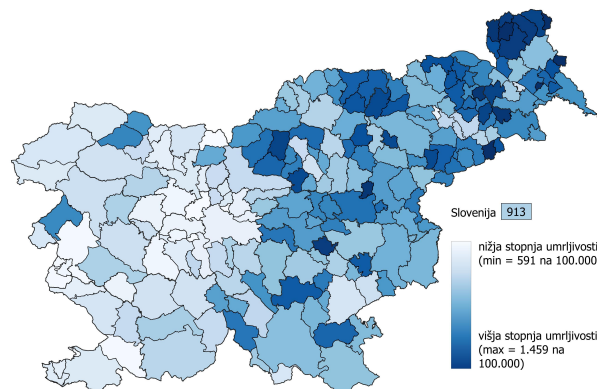 Slovenija 913
nižja stopnja umrljivosti
(min = 591 na 100.000)
višja stopnja umrljivosti
(max = 1.459 na
100.000)